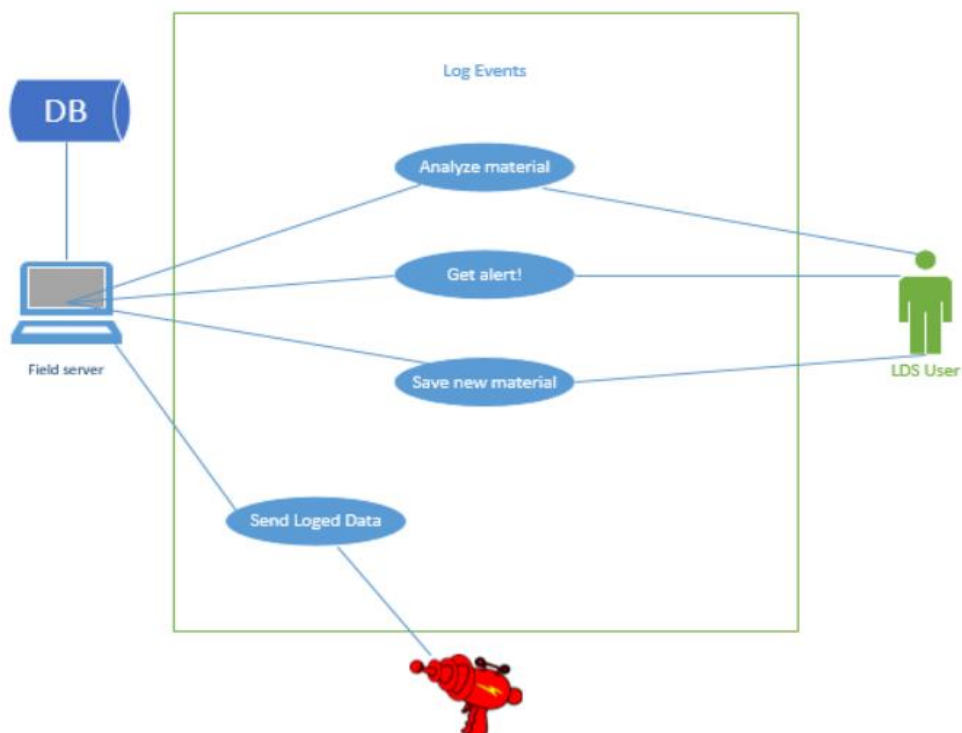 Log Events
DB
Analyze material
Get alert!
Field server
LDS User
Save new material
Send Loged Data